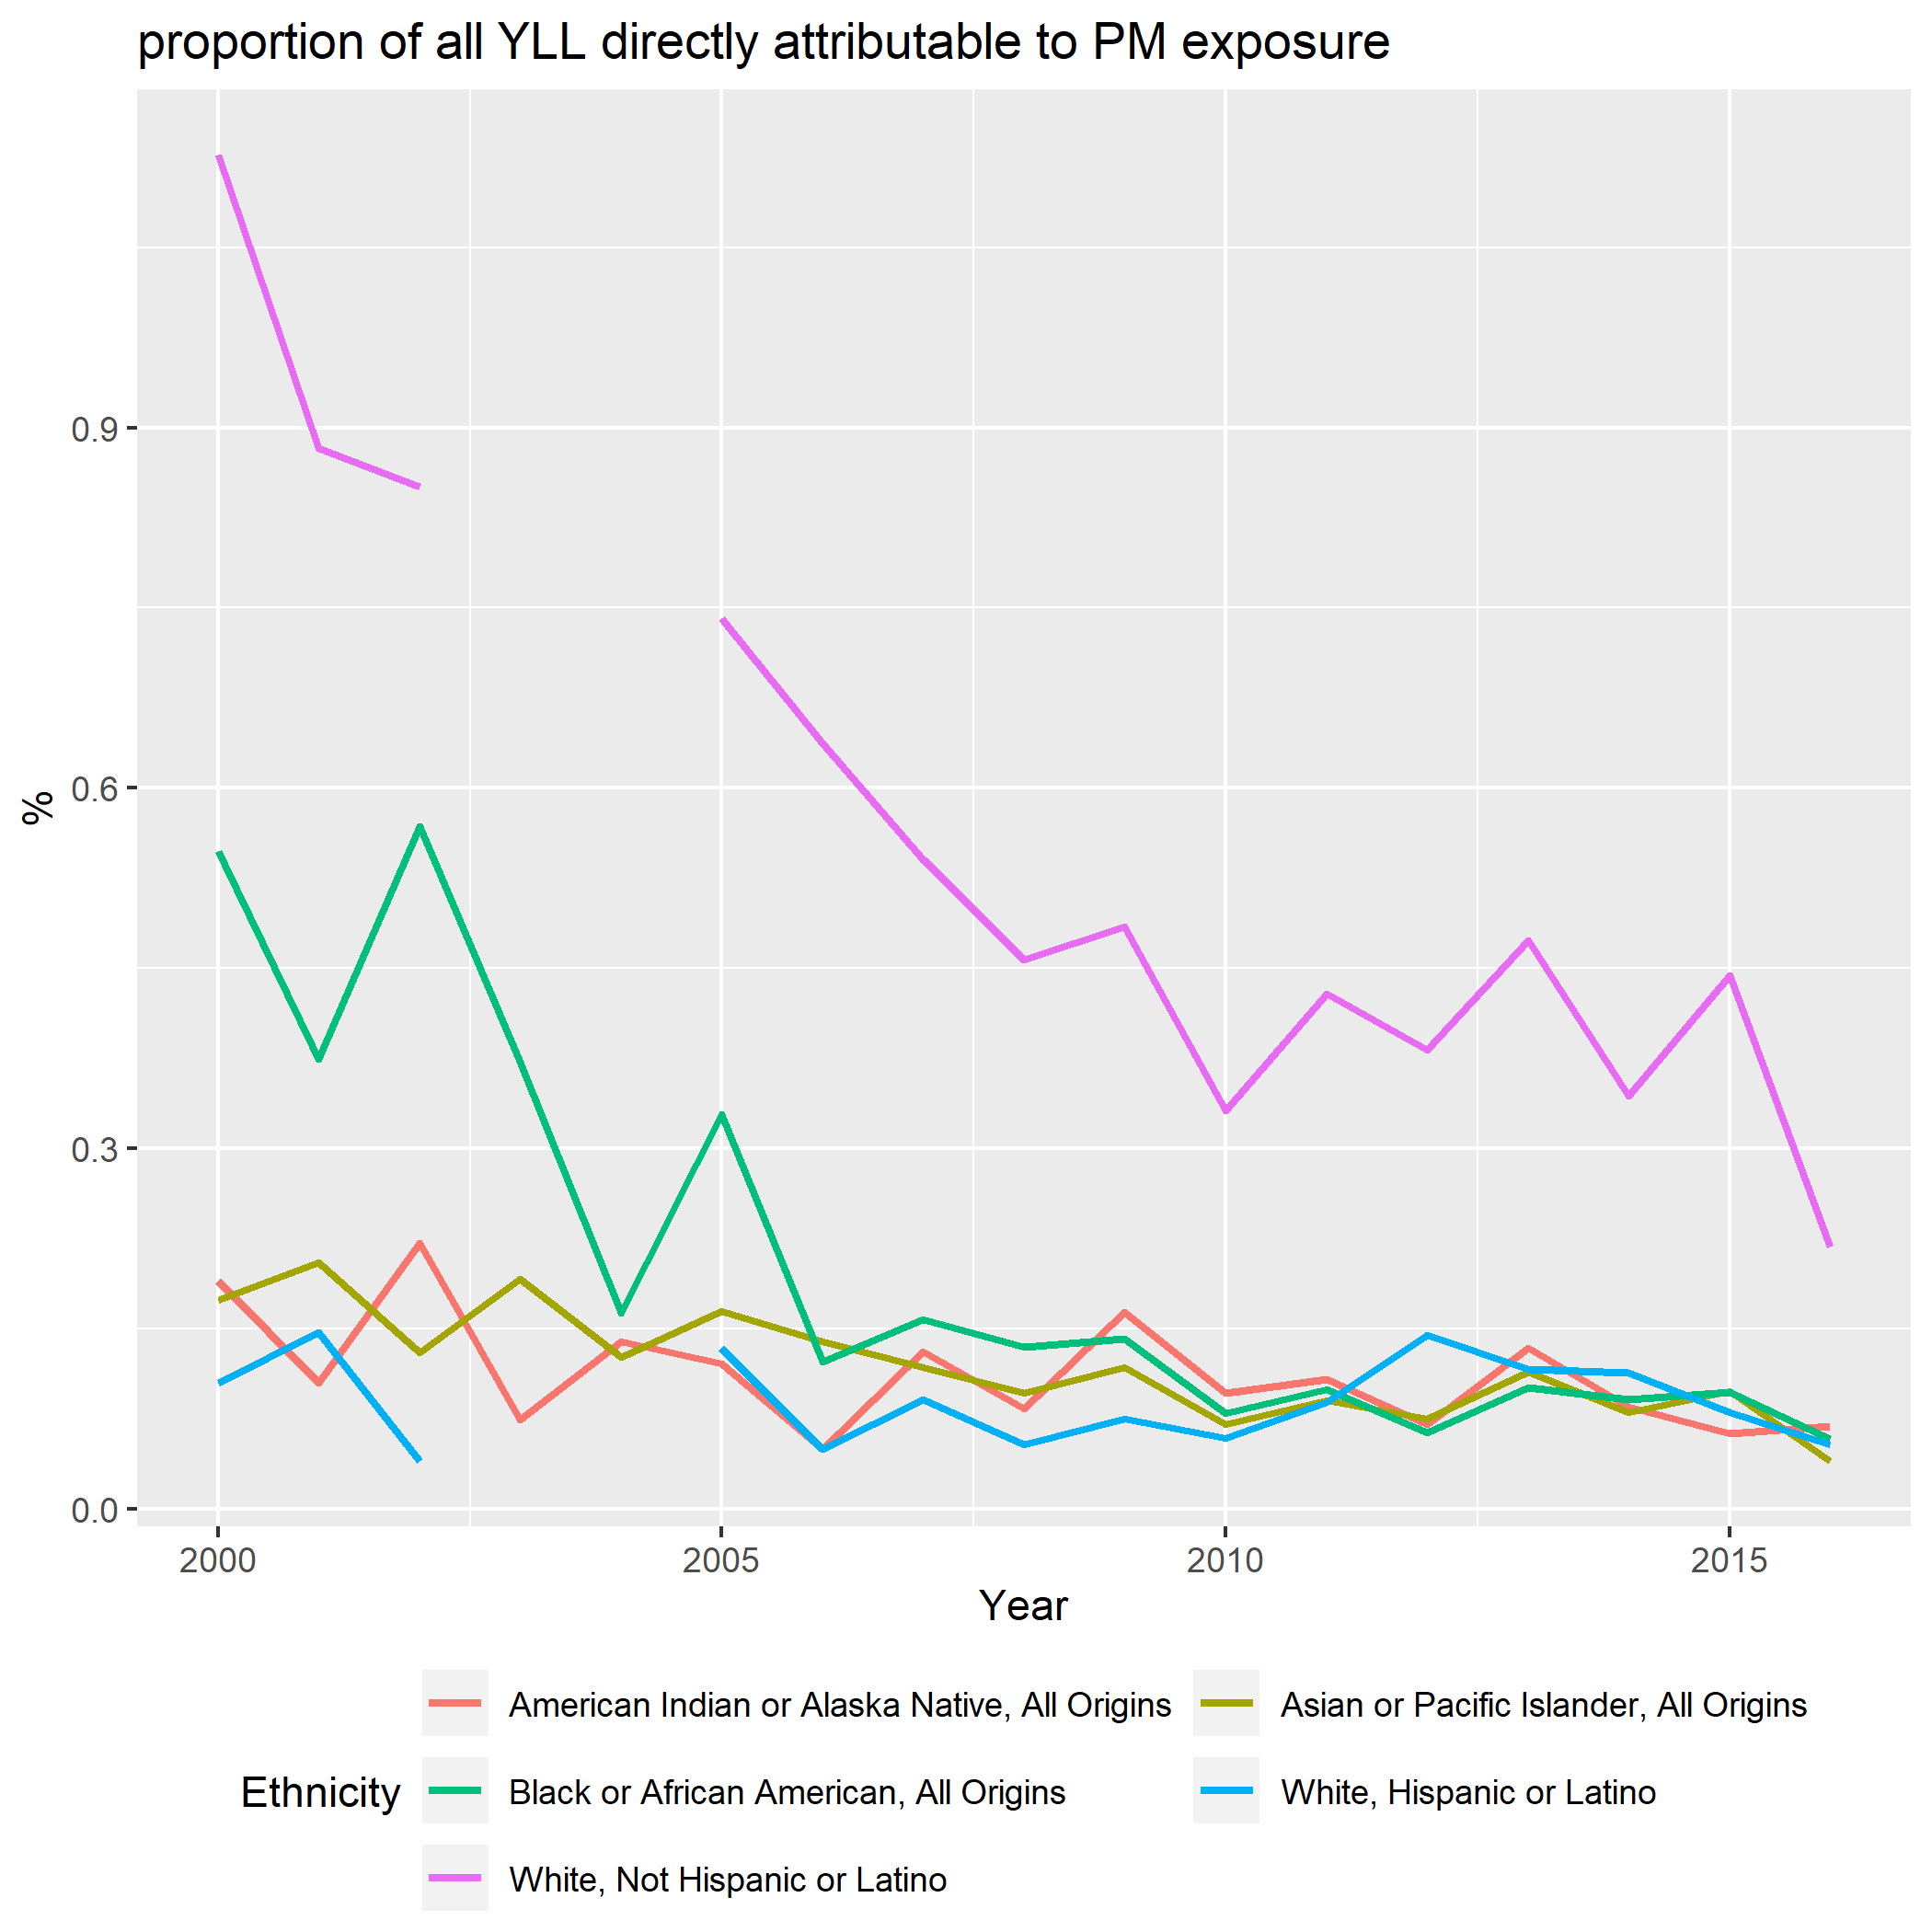 proportion of all YLL directly attributable to PM exposure
0.9
0.6
0.3
0.0
%
2000 2005 2010 2015
Year
Ethnicity
American Indian or Alaska Native, All Origins
Asian or Pacific Islander, All Origins
Black or African American, All Origins
White, Hispanic or Latino
White, Not Hispanic or Latino